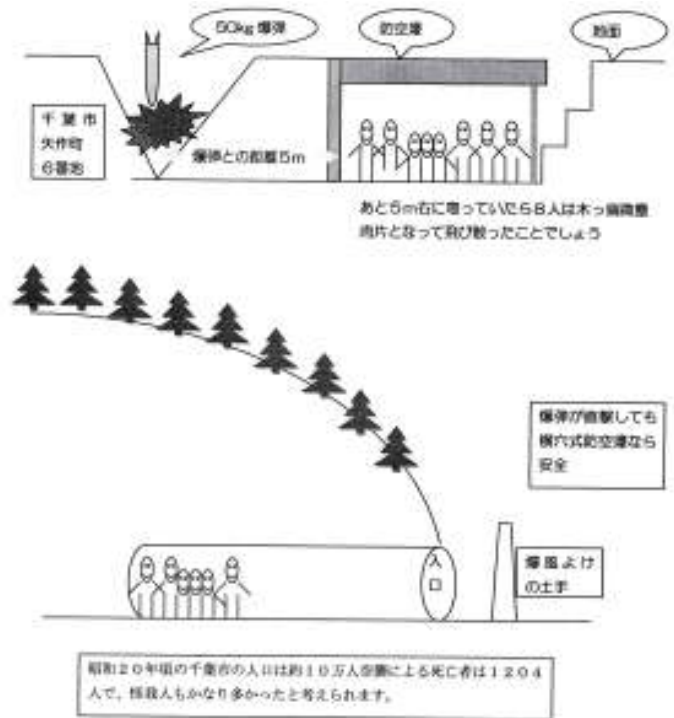 50kg 爆弾
防空壕
地面
千葉市
矢作町
6番地
爆弾との距離5m
あと5m右に寄っていたら8人は木っ端微塵
肉片となって飛び散ったことでしょう
爆弾が直撃しても
横穴式防空壕なら
安全
入口
爆風よけ
の土手
昭和20年頃の千葉市の人口は約10万人空襲による死亡者は1204
人で、怪我人もかなり多かったと考えられます。